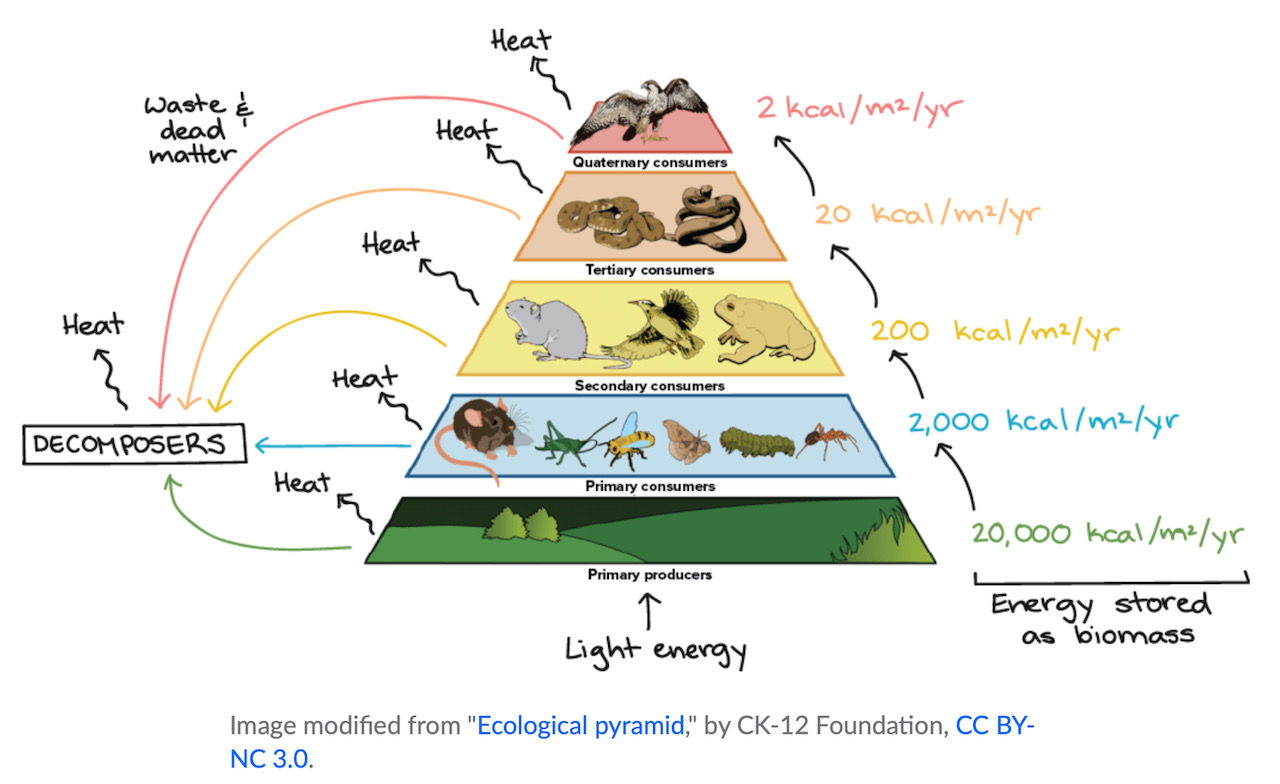 Heat
Waste &
dead
matter
2 kcal/m²/yr
Heat
Quaternary consumers
20 kcal/m²/yr
Heat
Tertiary consumers
Heat
200 kcal/m²/yr
Heat
Secondary consumers
2,000 kcal/m²/yr
DECOMPOSERS
Heat
Primary consumers
20,000 kcal/m²/yr
Primary producers
Energy stored
as biomass
Light energy
Image modified from "Ecological pyramid," by CK-12 Foundation, CC BY-
NC 3.0.